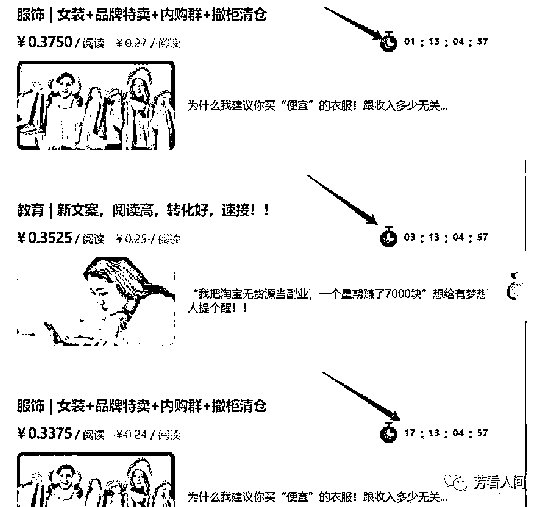 服饰 | 女装+品牌特卖+内购群+撤柜清仓
¥0.3750 / 阅读 ¥0.27 / 阅读
01 : 13 : 04 : 57
为什么我建议你买“便宜”的衣服！跟收入多少无关...
教育 | 新文案，阅读高，转化好，速接！！
¥0.3525 / 阅读 ¥0.25 / 阅读
03 : 13 : 04 : 57
“我把淘宝无货源当副业，一个星期赚了7000块”想给有梦想
人提个醒！！
服饰 | 女装+品牌特卖+内购群+撤柜清仓
¥0.3375 / 阅读 ¥0.24 / 阅读
17 : 13 : 04 : 57
芳看人间
为什么我建议你买“便宜”的衣服！跟收入多少无关...